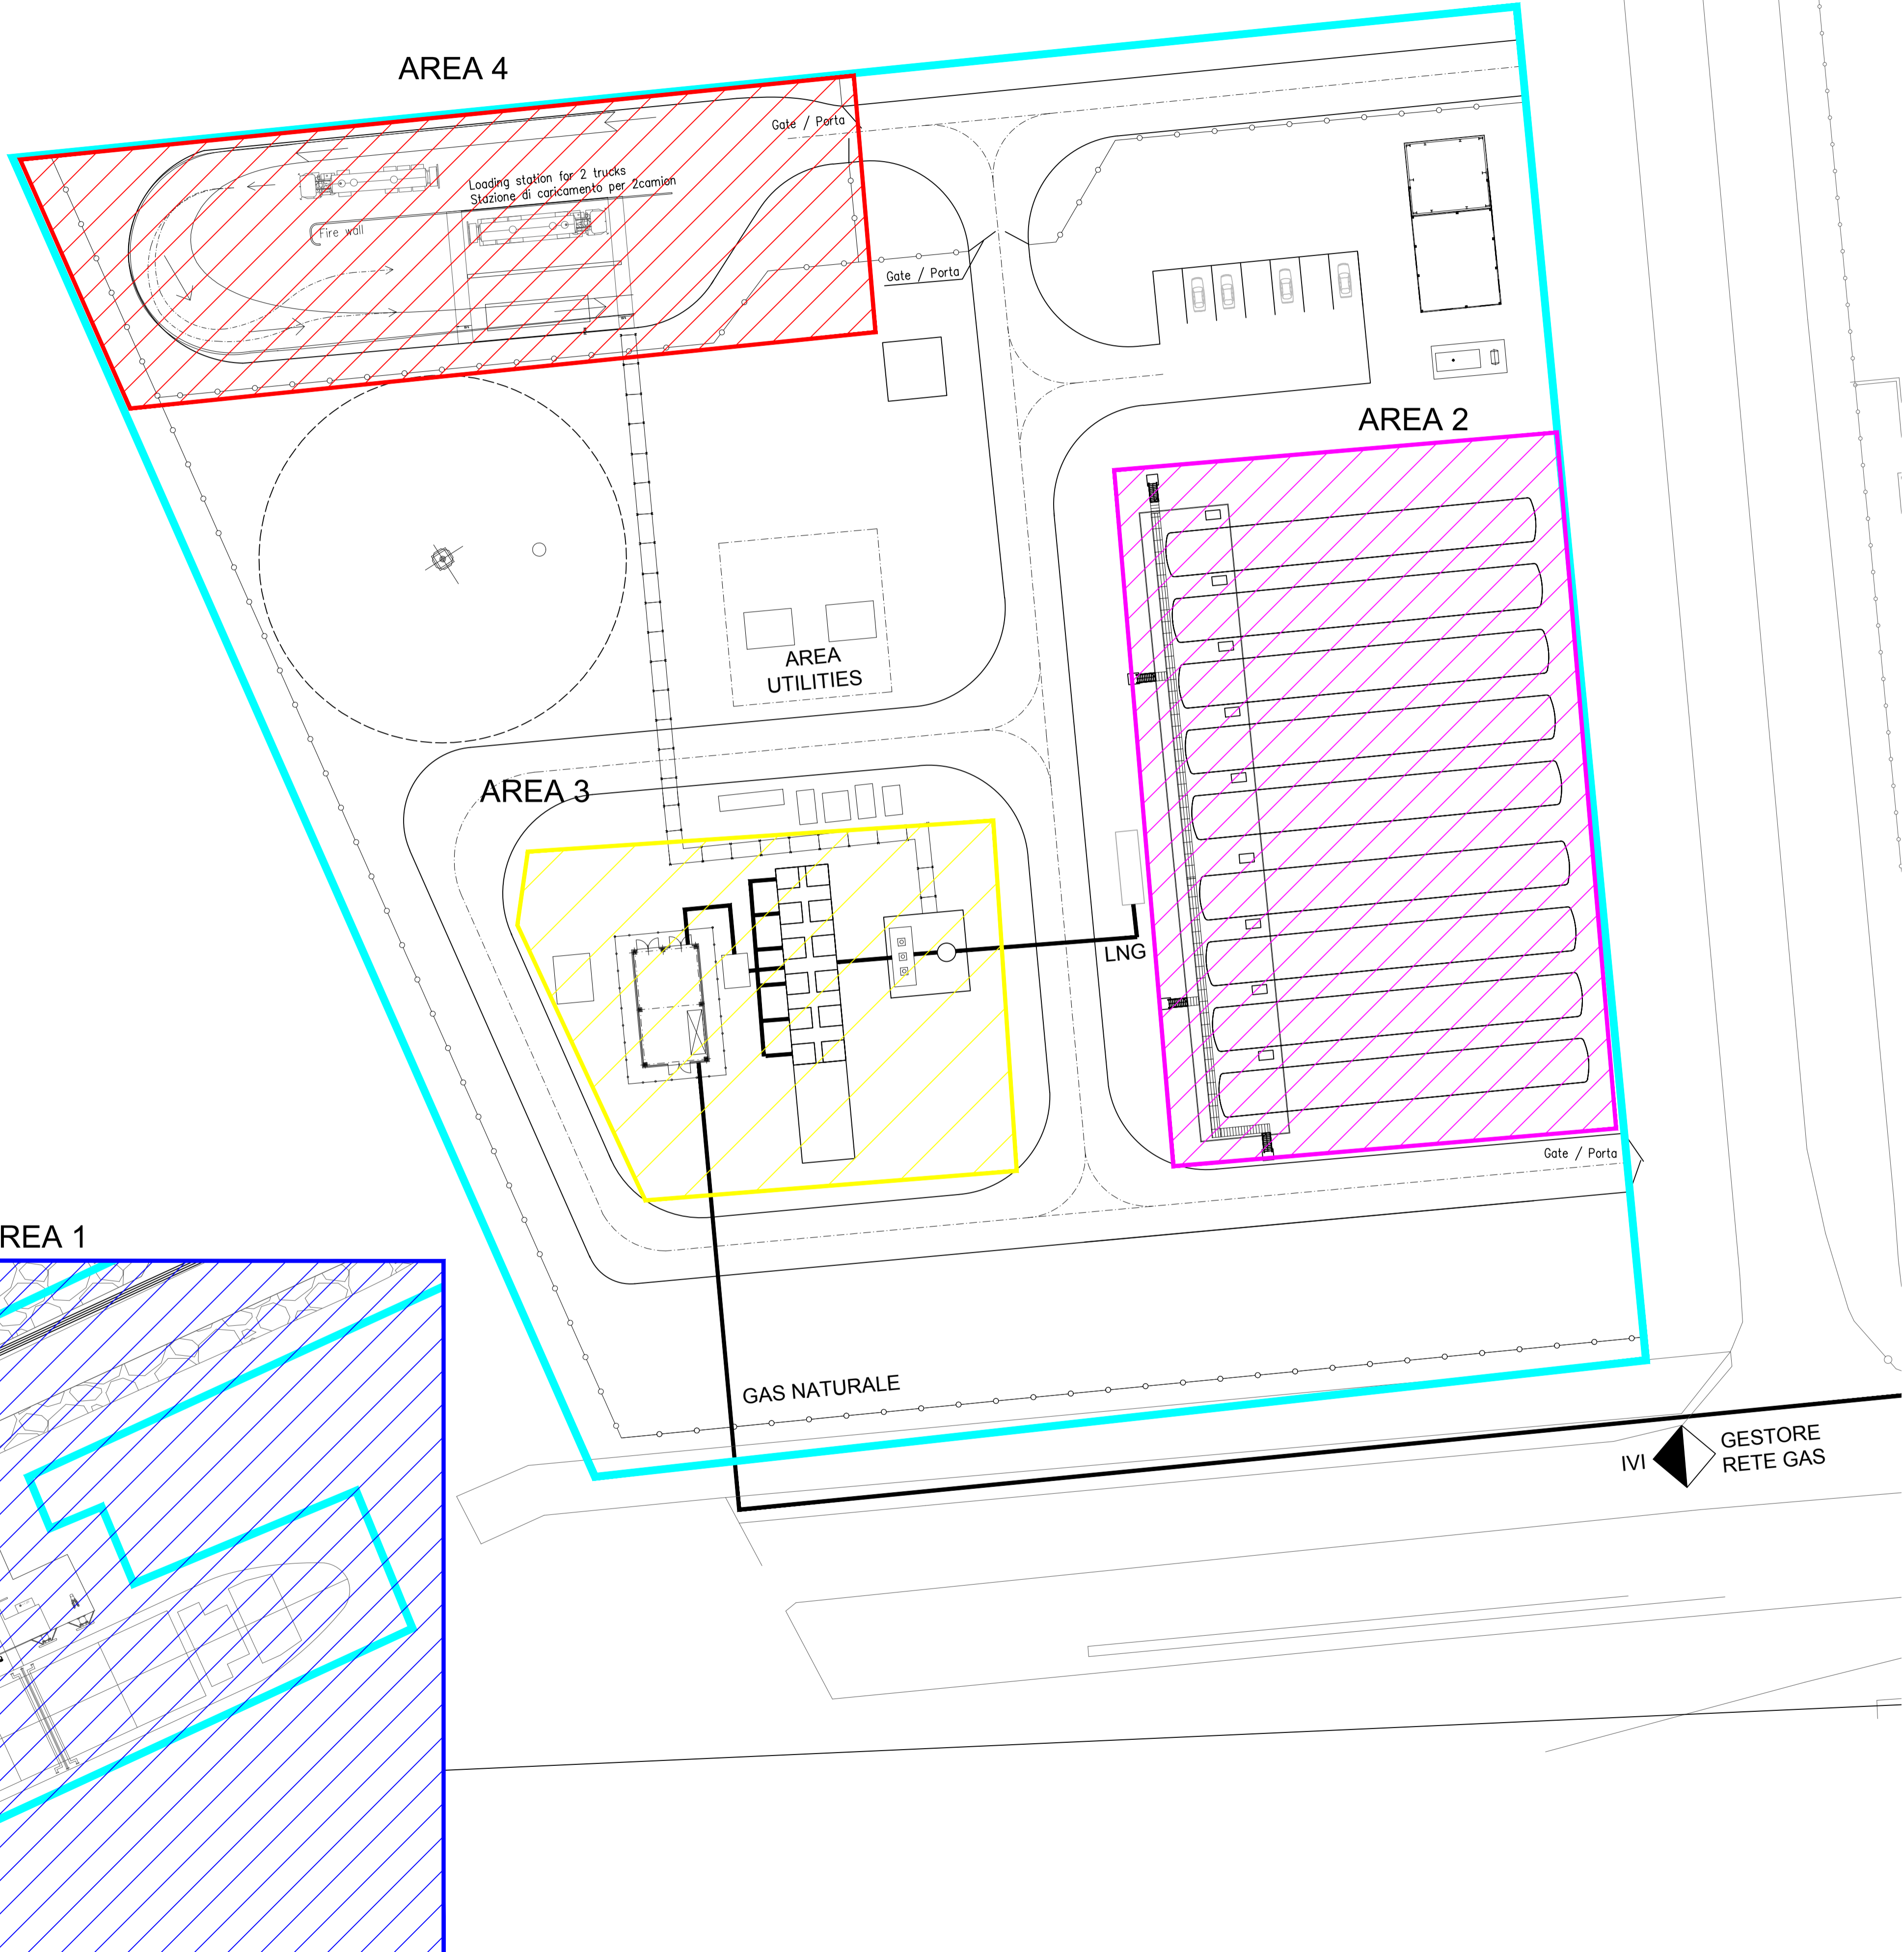 AREA 4
Gate / Porta
Loading station for 2 trucks
Stazione di caricamento per 2camion
Fire wall
Gate / Porta
AREA 2
AREA
UTILITIES
AREA 3
LNG
Gate / Porta
REA 1
GAS NATURALE
IVI
GESTORE
RETE GAS